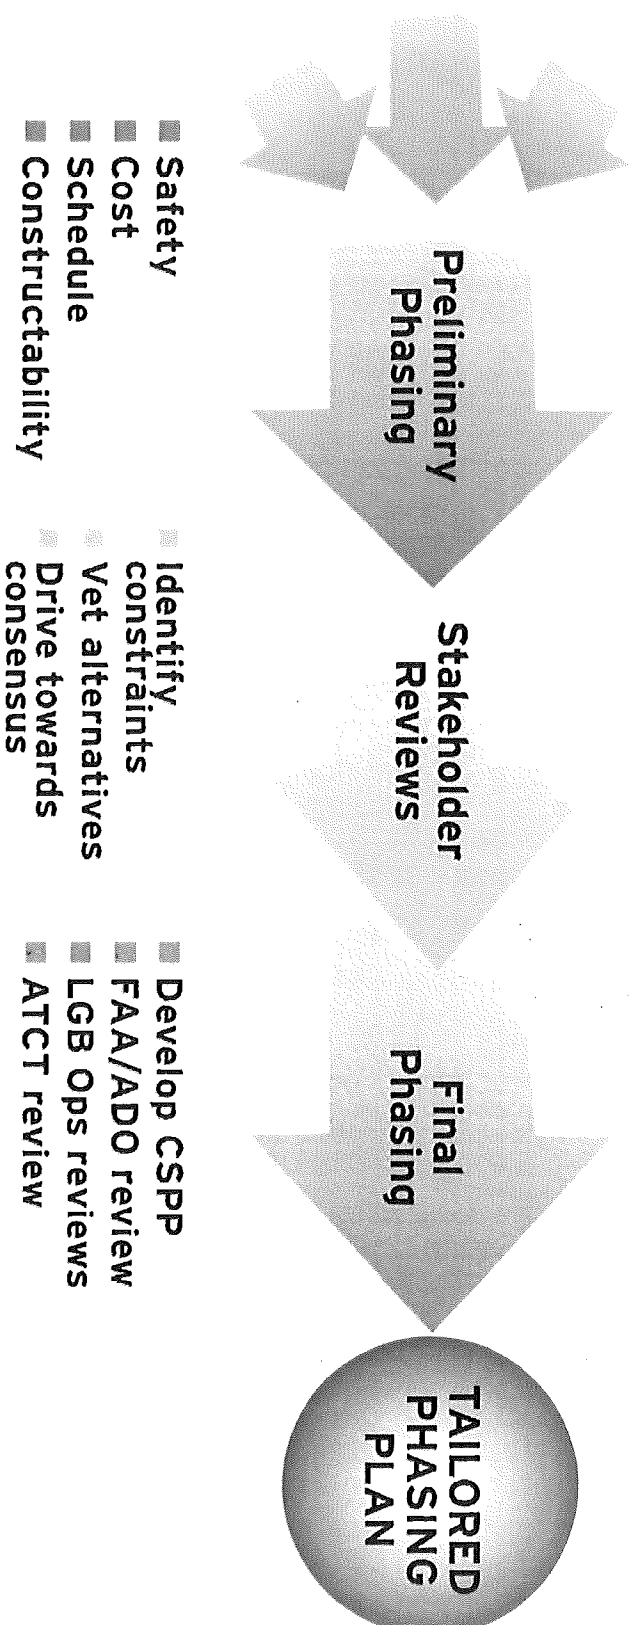 Preliminary
Phasing
Stakeholder
Reviews
Final
Phasing
TAILORED
PHASING
PLAN
Safety
Cost
Schedule
Constructability
Identify
constraints
Vet alternatives
Drive towards
consensus
Develop CSPP
FAA/ADO review
LGB Ops reviews
ATCT review